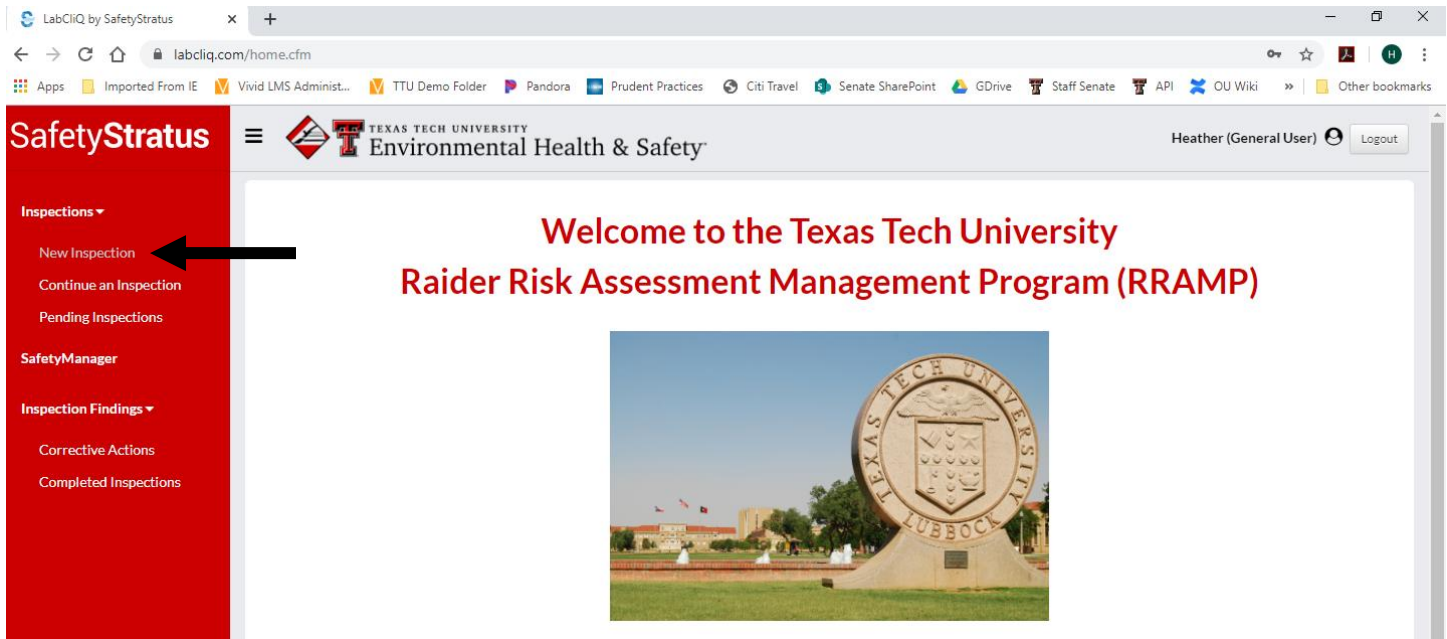 LabCliQ by SafetyStratus
labcliq.com/home.cfm
Apps Imported From IE Vivid LMS Administ... TTU Demo Folder Pandora Prudent Practices Citi Travel Senate SharePoint GDrive Staff Senate API OU Wiki » Other bookmarks
SafetyStratus
TEXAS TECH UNIVERSITY
Environmental Health & Safety
Heather (General User) Logout
Inspections
New Inspection
Continue an Inspection
Pending Inspections
SafetyManager
Inspection Findings
Corrective Actions
Completed Inspections
Welcome to the Texas Tech University
Raider Risk Assessment Management Program (RRAMP)
TEXAS TECH UNIVERSITY
LUBBOCK
H